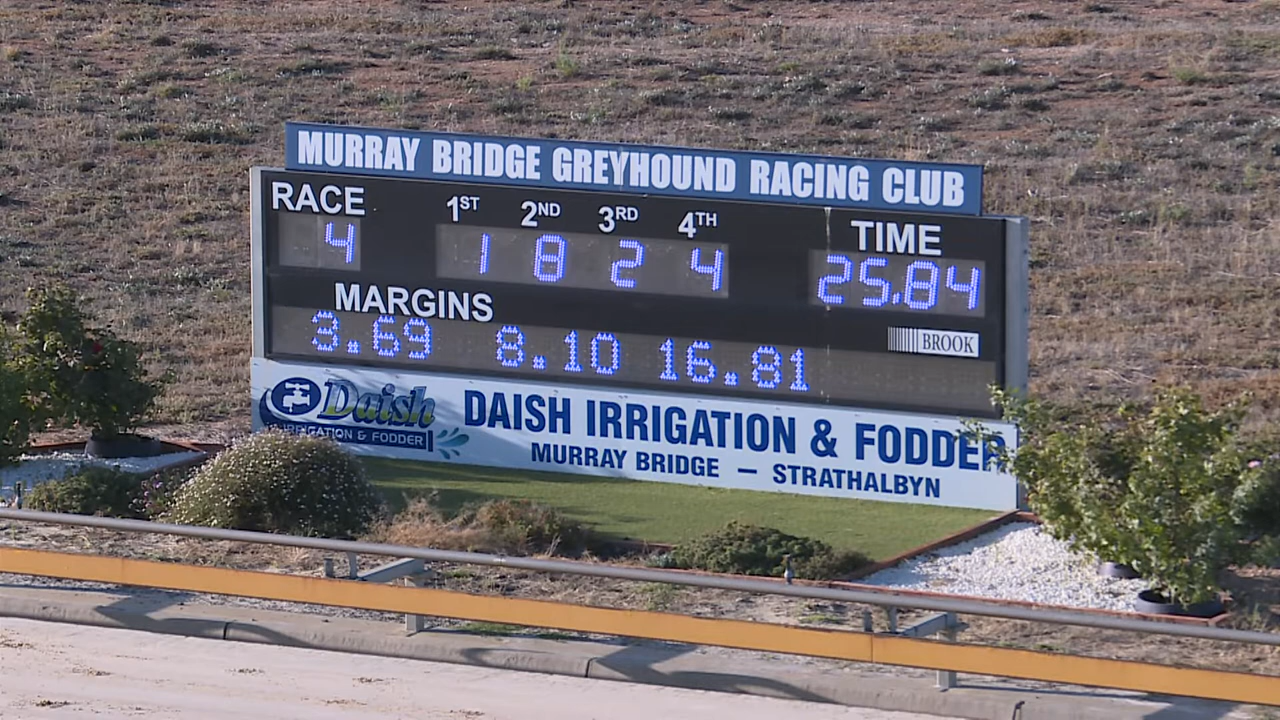 MURRAY BRIDGE GREYHOUND RACING CLUB
RACE 1ST 2ND 3RD 4TH TIME
4 1 8 2 4 25.84
MARGINS
BROOK
3.69 8.10 16.81
Daish
IRRIGATION & FODDER
DAISH IRRIGATION & FODDER
MURRAY BRIDGE – STRATHALBYN